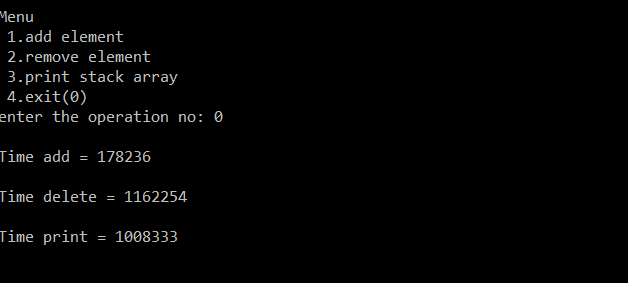 Menu
1.add element
2.remove element
3.print stack array
4.exit(0)
enter the operation no: 0
Time add = 178236
Time delete = 1162254
Time print = 1008333